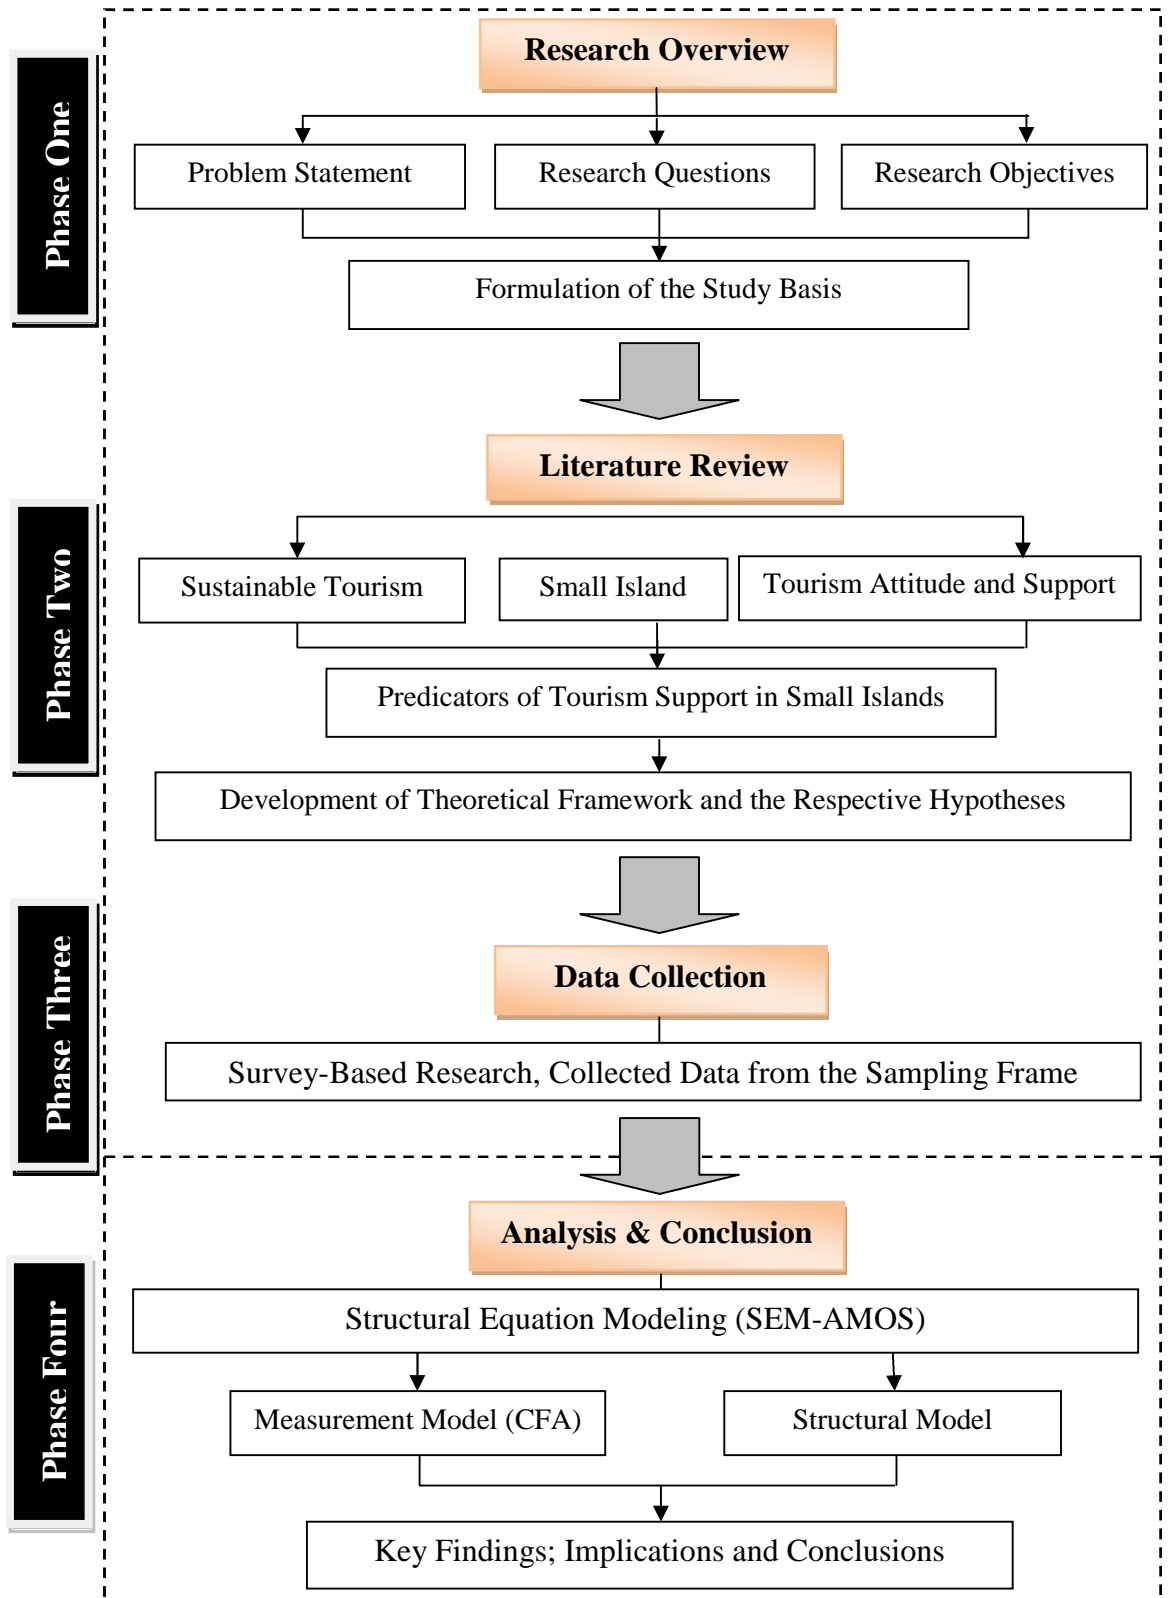 Phase One
Research Overview
Problem Statement
Research Questions
Research Objectives
Formulation of the Study Basis
Phase Two
Literature Review
Sustainable Tourism
Small Island
Tourism Attitude and Support
Predicators of Tourism Support in Small Islands
Development of Theoretical Framework and the Respective Hypotheses
Phase Three
Data Collection
Survey-Based Research, Collected Data from the Sampling Frame
Phase Four
Analysis & Conclusion
Structural Equation Modeling (SEM-AMOS)
Measurement Model (CFA)
Structural Model
Key Findings; Implications and Conclusions